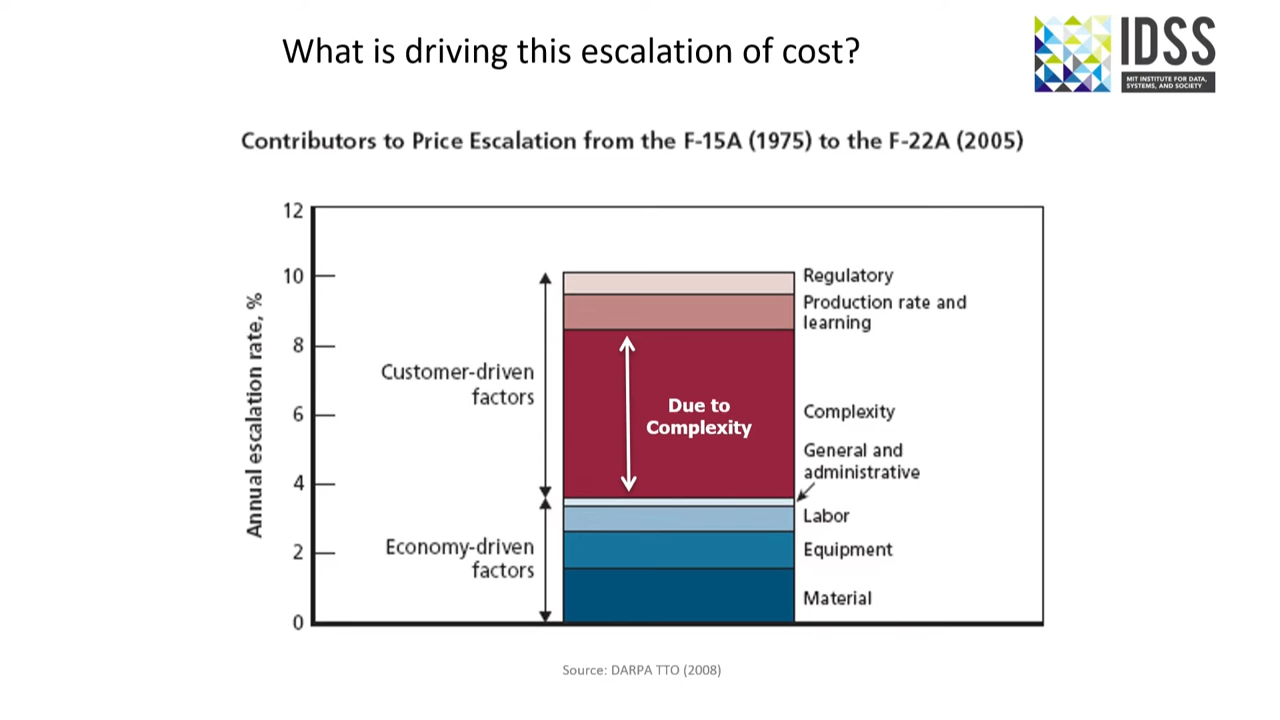 What is driving this escalation of cost?
IDSS
MIT INSTITUTE FOR DATA,
SYSTEMS, AND SOCIETY
Contributors to Price Escalation from the F-15A (1975) to the F-22A (2005)
Annual escalation rate, %
12
10
8
6
4
2
0
Customer-driven
factors
Economy-driven
factors
Due to
Complexity
Regulatory
Production rate and
learning
Complexity
General and
administrative
Labor
Equipment
Material
Source: DARPA TTO (2008)